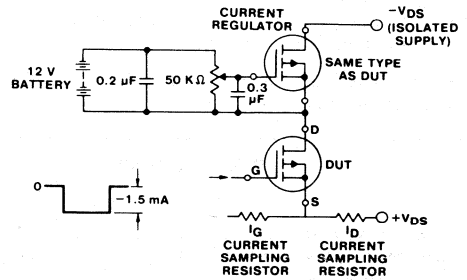 CURRENT
REGULATOR
−VDS
(ISOLATED
SUPPLY)
12 V
BATTERY
0.2 µF
50 KΩ
0.3
µF
SAME TYPE
AS DUT
D
G
DUT
S
0
−1.5 mA
IG
CURRENT
SAMPLING
RESISTOR
ID
CURRENT
SAMPLING
RESISTOR
+VDS